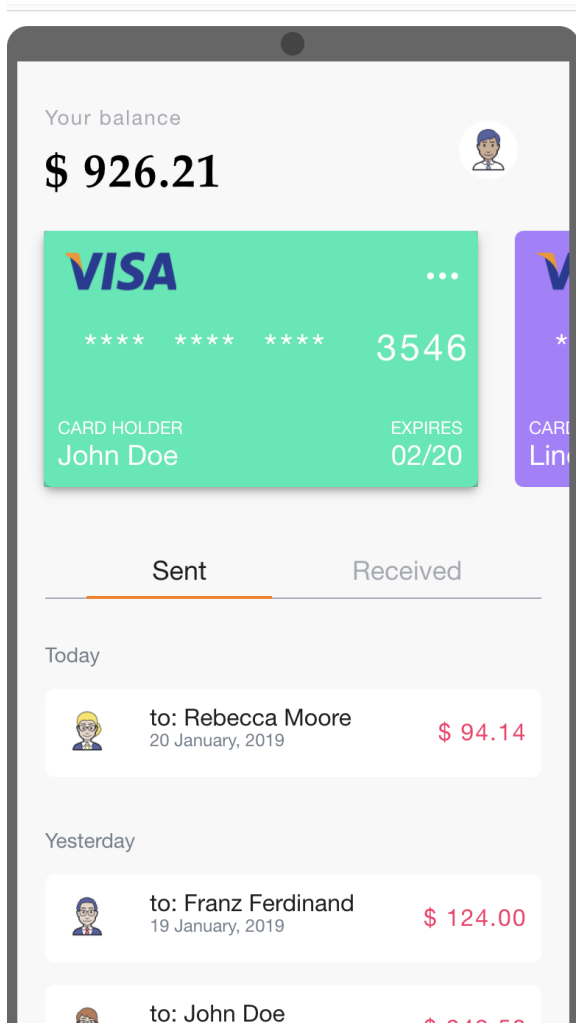 Your balance
$ 926.21
VISA
**** **** **** 3546
CARD HOLDER
John Doe
EXPIRES
02/20
Sent
Received
Today
to: Rebecca Moore
20 January, 2019
$ 94.14
Yesterday
to: Franz Ferdinand
19 January, 2019
$ 124.00
to: John Doe